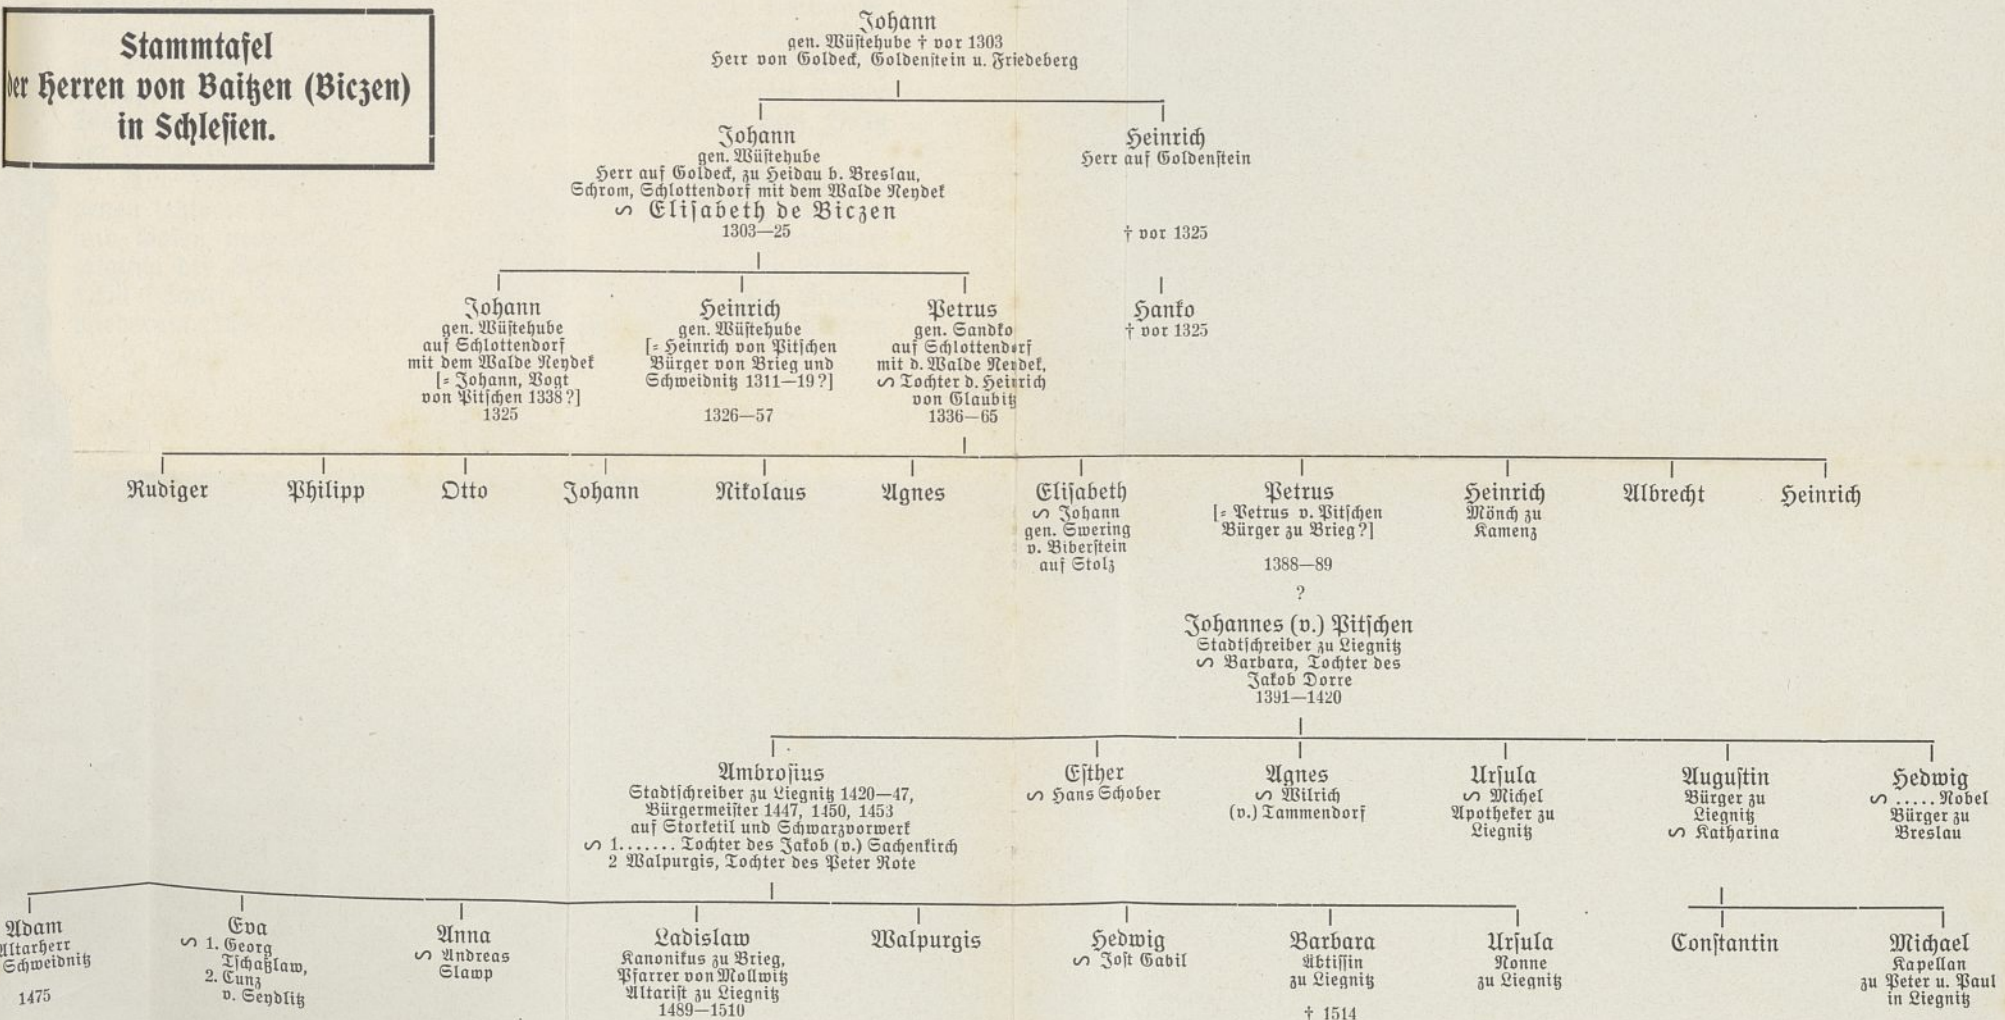 Stammtafel
der Herren von Baitzen (Biczen)
in Schlesien.
Johann
gen. Wüstehube † vor 1303
Herr von Goldeck, Goldenstein u. Friedeberg
Johann
gen. Wüstehube
Herr auf Goldeck, zu Heidau b. Breslau,
Schrom, Schlottendorf mit dem Walde Neydek
⚭ Elisabeth de Biczen
1303—25
Heinrich
Herr auf Goldenstein
† vor 1325
Johann
gen. Wüstehube
auf Schlottendorf
mit dem Walde Neydek
[= Johann, Vogt
von Pitschen 1338?]
1325
Heinrich
gen. Wüstehube
[= Heinrich von Pitschen
Bürger von Brieg und
Schweidnitz 1311—19?]
1326—57
Petrus
gen. Sandko
auf Schlottendorf
mit d. Walde Neydek,
⚭ Tochter d. Heinrich
von Glaubitz
1336—65
Hanko
† vor 1325
Rudiger
Philipp
Otto
Johann
Nikolaus
Agnes
Elisabeth
⚭ Johann
gen. Swering
v. Biberstein
auf Stolz
Petrus
[= Petrus v. Pitschen
Bürger zu Brieg?]
1388—89
?
Heinrich
Mönch zu
Kamenz
Albrecht
Heinrich
Johannes (v.) Pitschen
Stadtschreiber zu Liegnitz
⚭ Barbara, Tochter des
Jakob Dorre
1391—1420
Ambrosius
Stadtschreiber zu Liegnitz 1420—47,
Bürgermeister 1447, 1450, 1453
auf Storketil und Schwarzvorwerk
⚭ 1....... Tochter des Jakob (v.) Sachenkirch
2 Walpurgis, Tochter des Peter Rote
Esther
⚭ Hans Schober
Agnes
⚭ Wilrich
(v.) Tammendorf
Ursula
⚭ Michel
Apotheker zu
Liegnitz
Augustin
Bürger zu
Liegnitz
⚭ Katharina
Hedwig
⚭ ..... Nobel
Bürger zu
Breslau
Adam
Altarherr
Schweidnitz
1475
Eva
⚭ 1. Georg
Tschatzlaw,
2. Cunz
v. Seydlitz
Anna
⚭ Andreas
Slawp
Ladislaw
Kanonikus zu Brieg,
Pfarrer von Mollwitz
Altarist zu Liegnitz
1489—1510
Walpurgis
Hedwig
⚭ Jost Gabil
Barbara
Äbtissin
zu Liegnitz
† 1514
Ursula
Nonne
zu Liegnitz
Constantin
Michael
Kapellan
zu Peter u. Paul
in Liegnitz